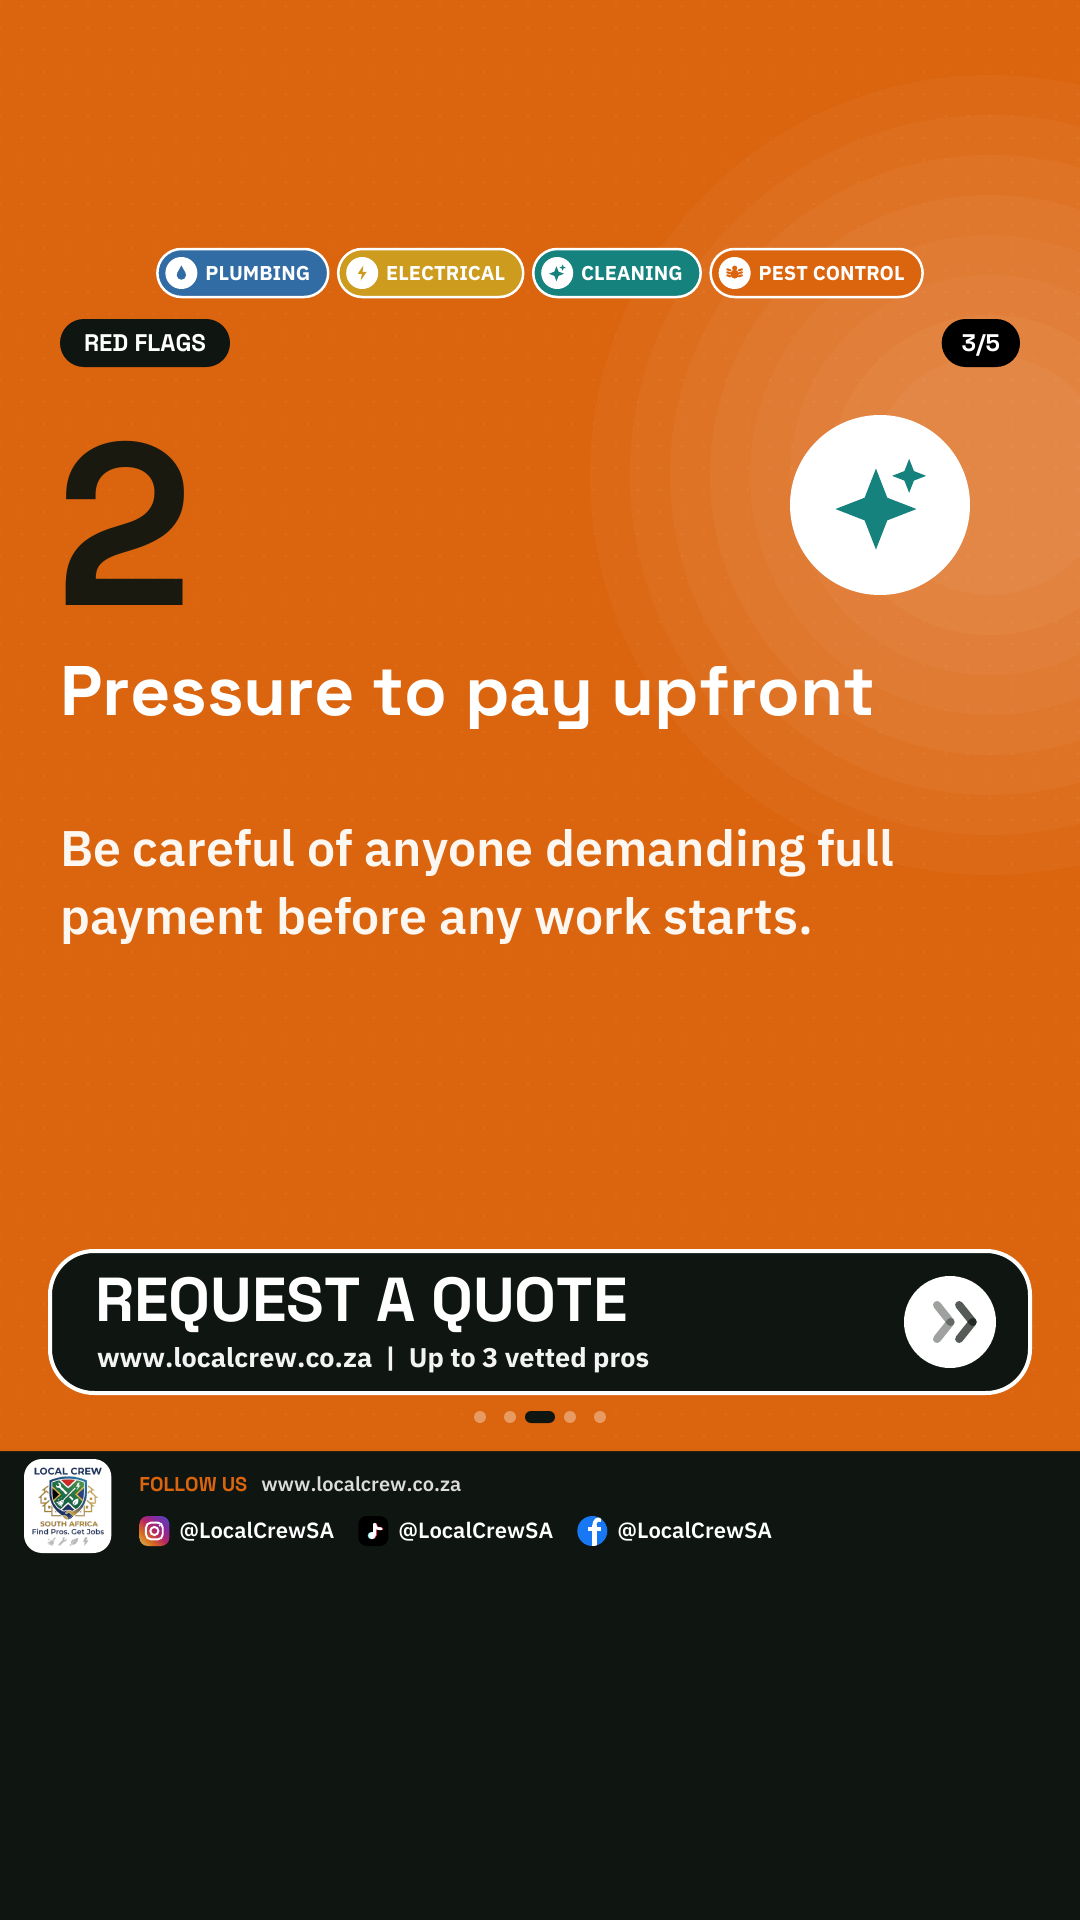 PLUMBING ELECTRICAL CLEANING PEST CONTROL
RED FLAGS 3/5
2
Pressure to pay upfront
Be careful of anyone demanding full
payment before any work starts.
REQUEST A QUOTE
www.localcrew.co.za | Up to 3 vetted pros
LOCAL CREW
SOUTH AFRICA
Find Pros. Get Jobs
FOLLOW US www.localcrew.co.za
@LocalCrewSA @LocalCrewSA @LocalCrewSA